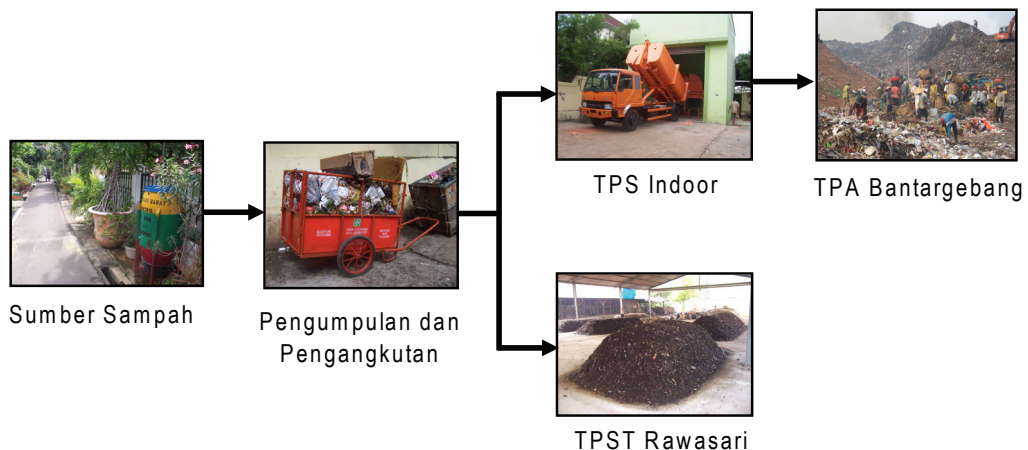 TPS Indoor
TPA Bantargebang
Sumber Sampah
Pengumpulan dan
Pengangkutan
TPST Rawasari